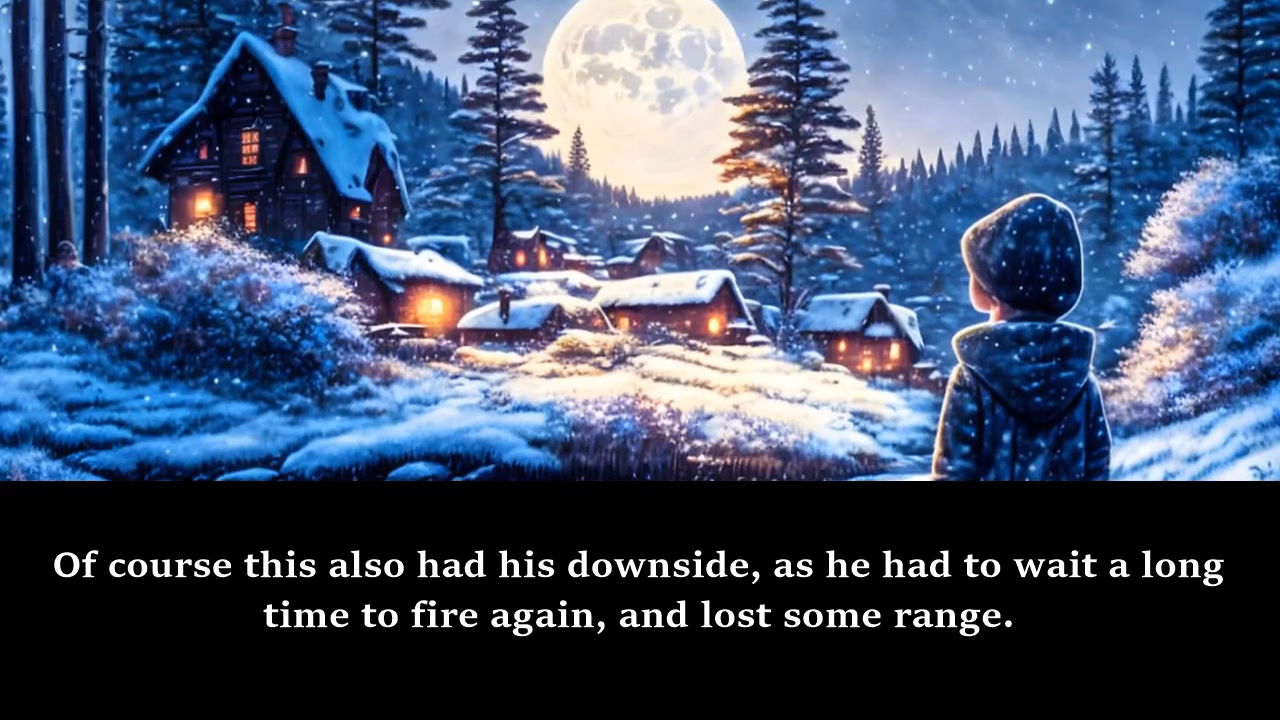 Of course this also had his downside, as he had to wait a long
time to fire again, and lost some range.